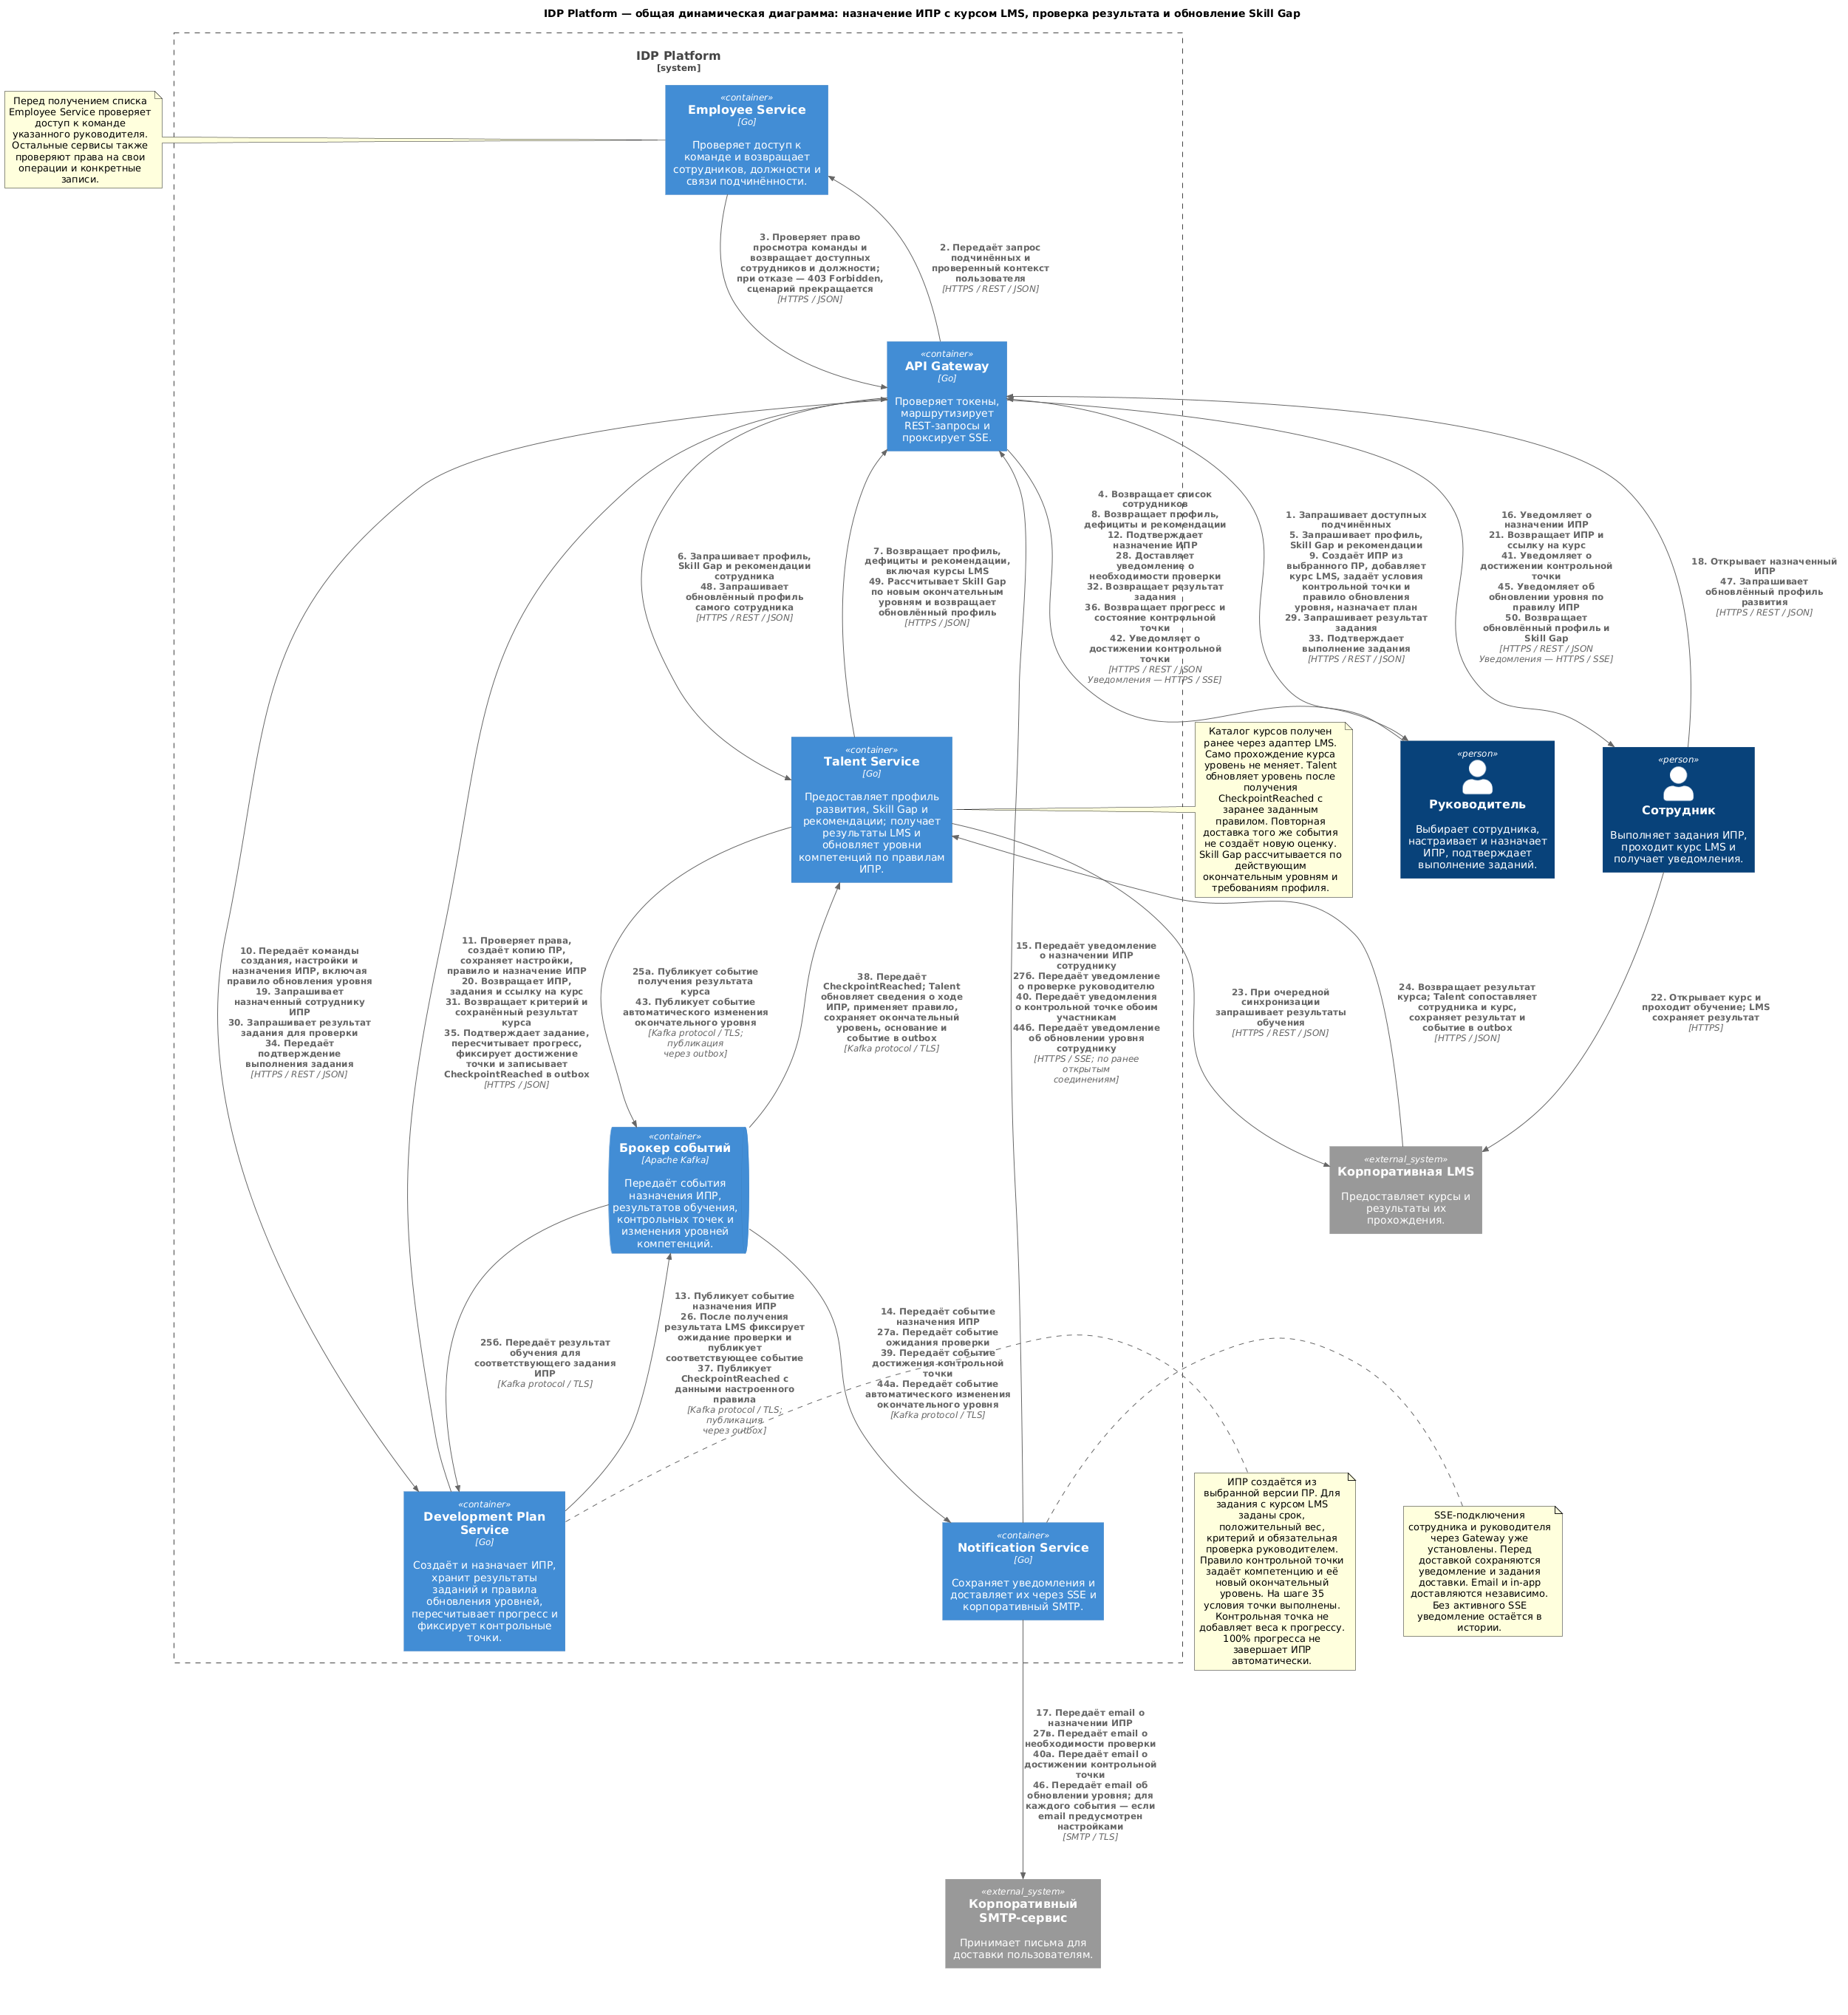 IDP Platform — общая динамическая диаграмма: назначение ИПР с курсом LMS, проверка результата и обновление Skill Gap
IDP Platform
[system]
«container»
Employee Service
[Go]
Проверяет доступ к
команде и возвращает
сотрудников, должности и
связи подчинённости.
Перед получением списка
Employee Service проверяет
доступ к команде
указанного руководителя.
Остальные сервисы также
проверяют права на свои
операции и конкретные
записи.
3. Проверяет право
просмотра команды и
возвращает доступных
сотрудников и должности;
при отказе — 403 Forbidden,
сценарий прекращается
[HTTPS / JSON]
2. Передаёт запрос
подчинённых и
проверенный контекст
пользователя
[HTTPS / REST / JSON]
«container»
API Gateway
[Go]
Проверяет токены,
маршрутизирует
REST-запросы и
проксирует SSE.
6. Запрашивает профиль,
Skill Gap и рекомендации
сотрудника
48. Запрашивает
обновлённый профиль
самого сотрудника
[HTTPS / REST / JSON]
7. Возвращает профиль,
дефициты и рекомендации,
включая курсы LMS
49. Рассчитывает Skill Gap
по новым окончательным
уровням и возвращает
обновлённый профиль
[HTTPS / JSON]
4. Возвращает список
сотрудников
8. Возвращает профиль,
дефициты и рекомендации
12. Подтверждает
назначение ИПР
28. Доставляет
уведомление о
необходимости проверки
32. Возвращает результат
задания
36. Возвращает прогресс и
состояние контрольной
точки
42. Уведомляет о
достижении контрольной
точки
[HTTPS / REST / JSON
Уведомления — HTTPS / SSE]
1. Запрашивает доступных
подчинённых
5. Запрашивает профиль,
Skill Gap и рекомендации
9. Создаёт ИПР из
выбранного ПР, добавляет
курс LMS, задаёт условия
контрольной точки и
правило обновления
уровня, назначает план
29. Запрашивает результат
задания
33. Подтверждает
выполнение задания
[HTTPS / REST / JSON]
16. Уведомляет о
назначении ИПР
21. Возвращает ИПР и
ссылку на курс
41. Уведомляет о
достижении контрольной
точки
45. Уведомляет об
обновлении уровня по
правилу ИПР
50. Возвращает
обновлённый профиль и
Skill Gap
[HTTPS / REST / JSON
Уведомления — HTTPS / SSE]
18. Открывает назначенный
ИПР
47. Запрашивает
обновлённый профиль
развития
[HTTPS / REST / JSON]
«container»
Talent Service
[Go]
Предоставляет профиль
развития, Skill Gap и
рекомендации; получает
результаты LMS и
обновляет уровни
компетенций по правилам
ИПР.
Каталог курсов получен
ранее через адаптер LMS.
Само прохождение курса
уровень не меняет. Talent
обновляет уровень после
получения
CheckpointReached с
заранее заданным
правилом. Повторная
доставка того же события
не создаёт новую оценку.
Skill Gap рассчитывается по
действующим
окончательным уровням и
требованиям профиля.
«person»
Руководитель
Выбирает сотрудника,
настраивает и назначает
ИПР, подтверждает
выполнение заданий.
«person»
Сотрудник
Выполняет задания ИПР,
проходит курс LMS и
получает уведомления.
10. Передаёт команды
создания, настройки и
назначения ИПР, включая
правило обновления уровня
19. Запрашивает
назначенный сотруднику
ИПР
30. Запрашивает результат
задания для проверки
34. Передаёт
подтверждение
выполнения задания
[HTTPS / REST / JSON]
11. Проверяет права,
создаёт копию ПР,
сохраняет настройки,
правило и назначение ИПР
20. Возвращает ИПР,
задания и ссылку на курс
31. Возвращает критерий и
сохранённый результат
курса
35. Подтверждает задание,
пересчитывает прогресс,
фиксирует достижение
точки и записывает
CheckpointReached в outbox
[HTTPS / JSON]
25а. Публикует событие
получения результата
курса
43. Публикует событие
автоматического изменения
окончательного уровня
[Kafka protocol / TLS;
публикация
через outbox]
38. Передаёт
CheckpointReached; Talent
обновляет сведения о ходе
ИПР, применяет правило,
сохраняет окончательный
уровень, основание и
событие в outbox
[Kafka protocol / TLS]
15. Передаёт уведомление
о назначении ИПР
сотруднику
27б. Передаёт уведомление
о проверке руководителю
40. Передаёт уведомления
о контрольной точке обоим
участникам
44б. Передаёт уведомление
об обновлении уровня
сотруднику
[HTTPS / SSE; по ранее
открытым
соединениям]
23. При очередной
синхронизации
запрашивает результаты
обучения
[HTTPS / REST / JSON]
24. Возвращает результат
курса; Talent сопоставляет
сотрудника и курс,
сохраняет результат и
событие в outbox
[HTTPS / JSON]
22. Открывает курс и
проходит обучение; LMS
сохраняет результат
[HTTPS]
«container»
Брокер событий
[Apache Kafka]
Передаёт события
назначения ИПР,
результатов обучения,
контрольных точек и
изменения уровней
компетенций.
«external_system»
Корпоративная LMS
Предоставляет курсы и
результаты их
прохождения.
25б. Передаёт результат
обучения для
соответствующего задания
ИПР
[Kafka protocol / TLS]
13. Публикует событие
назначения ИПР
26. После получения
результата LMS фиксирует
ожидание проверки и
публикует
соответствующее событие
37. Публикует
CheckpointReached с
данными настроенного
правила
[Kafka protocol / TLS;
публикация
через outbox]
14. Передаёт событие
назначения ИПР
27а. Передаёт событие
ожидания проверки
39. Передаёт событие
достижения контрольной
точки
44а. Передаёт событие
автоматического изменения
окончательного уровня
[Kafka protocol / TLS]
«container»
Development Plan
Service
[Go]
Создаёт и назначает ИПР,
хранит результаты
заданий и правила
обновления уровней,
пересчитывает прогресс и
фиксирует контрольные
точки.
«container»
Notification Service
[Go]
Сохраняет уведомления и
доставляет их через SSE и
корпоративный SMTP.
ИПР создаётся из
выбранной версии ПР. Для
задания с курсом LMS
заданы срок,
положительный вес,
критерий и обязательная
проверка руководителем.
Правило контрольной точки
задаёт компетенцию и её
новый окончательный
уровень. На шаге 35
условия точки выполнены.
Контрольная точка не
добавляет веса к прогрессу.
100% прогресса не
завершает ИПР
автоматически.
SSE-подключения
сотрудника и руководителя
через Gateway уже
установлены. Перед
доставкой сохраняются
уведомление и задания
доставки. Email и in-app
доставляются независимо.
Без активного SSE
уведомление остаётся в
истории.
17. Передаёт email о
назначении ИПР
27в. Передаёт email о
необходимости проверки
40а. Передаёт email о
достижении контрольной
точки
46. Передаёт email об
обновлении уровня; для
каждого события — если
email предусмотрен
настройками
[SMTP / TLS]
«external_system»
Корпоративный
SMTP-сервис
Принимает письма для
доставки пользователям.